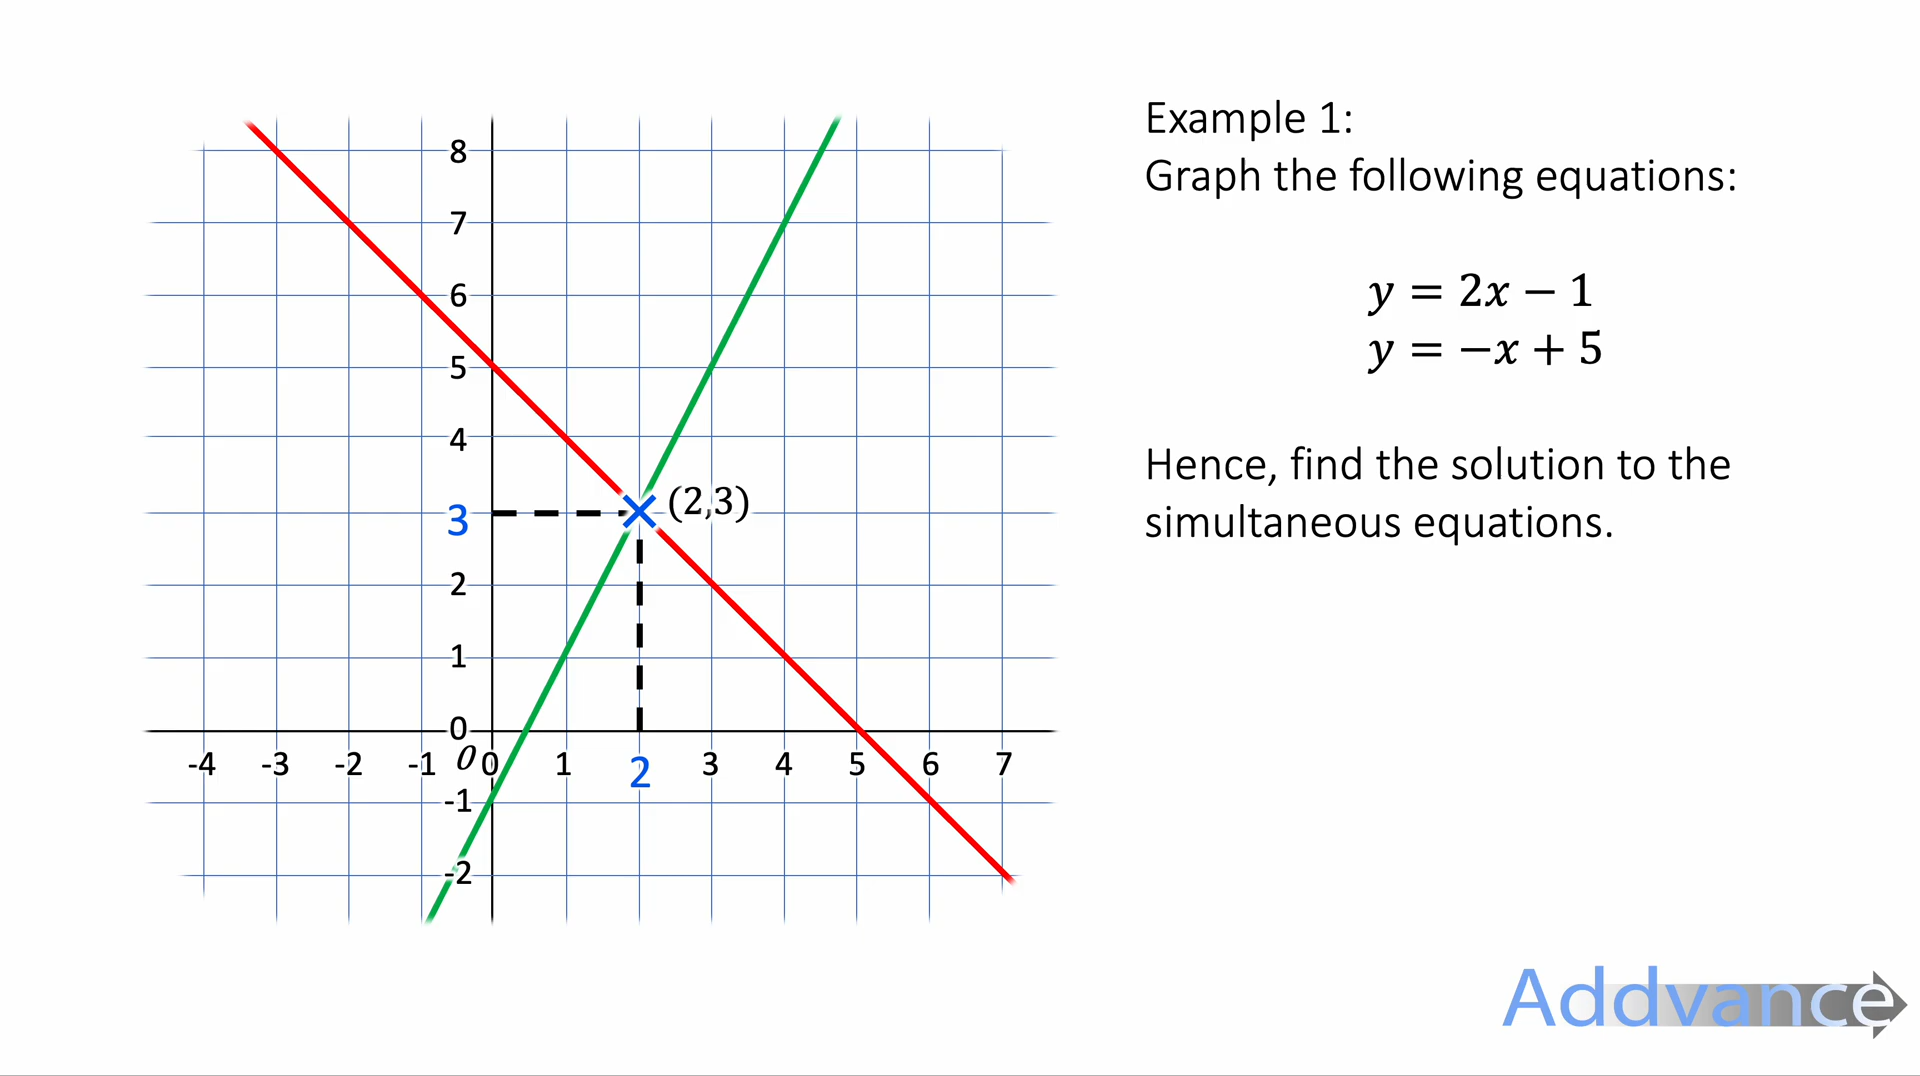 Example 1:
Graph the following equations:
y = 2x − 1
y = −x + 5
Hence, find the solution to the
simultaneous equations.
8
7
6
5
4
3
(2,3)
2
1
0
-4 -3 -2 -1 O 0 1 2 3 4 5 6 7
-1
-2
Addvance